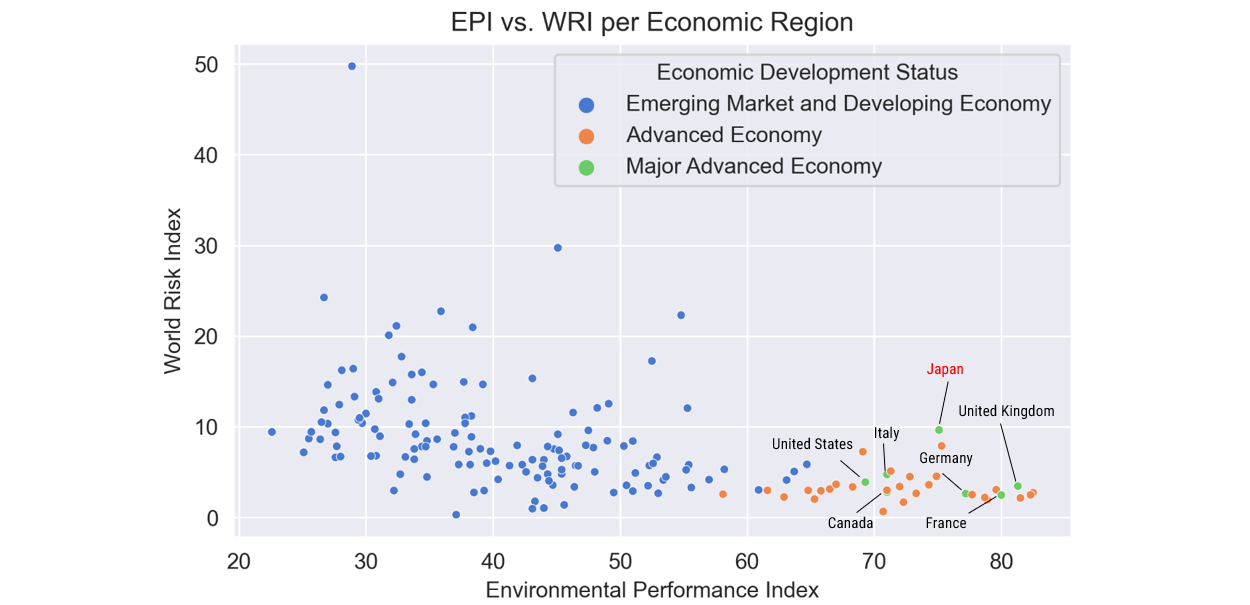 EPI vs. WRI per Economic Region
Economic Development Status
Emerging Market and Developing Economy
Advanced Economy
Major Advanced Economy
World Risk Index
50
40
30
20
10
0
Japan
United Kingdom
Italy
United States
Germany
Canada
France
20 30 40 50 60 70 80
Environmental Performance Index